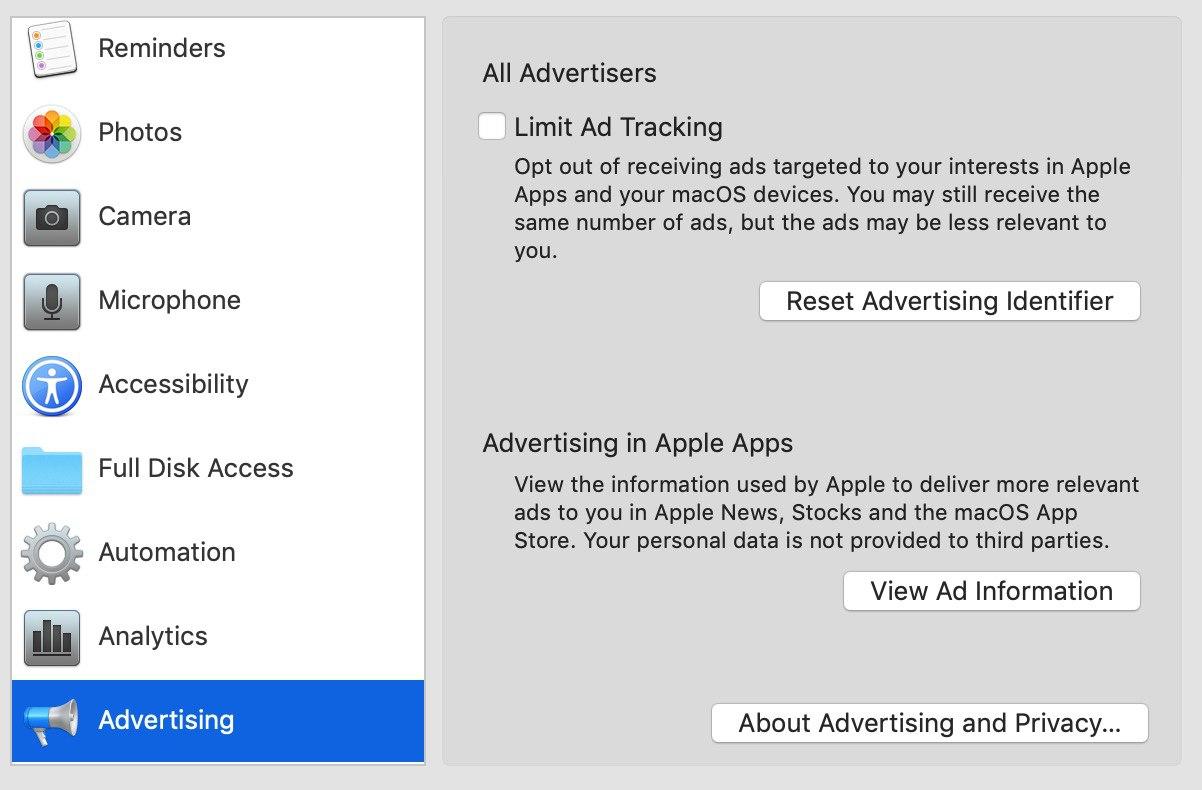 Reminders
Photos
Camera
Microphone
Accessibility
Full Disk Access
Automation
Analytics
Advertising
All Advertisers
Limit Ad Tracking
Opt out of receiving ads targeted to your interests in Apple
Apps and your macOS devices. You may still receive the
same number of ads, but the ads may be less relevant to
you.
Reset Advertising Identifier
Advertising in Apple Apps
View the information used by Apple to deliver more relevant
ads to you in Apple News, Stocks and the macOS App
Store. Your personal data is not provided to third parties.
View Ad Information
About Advertising and Privacy...